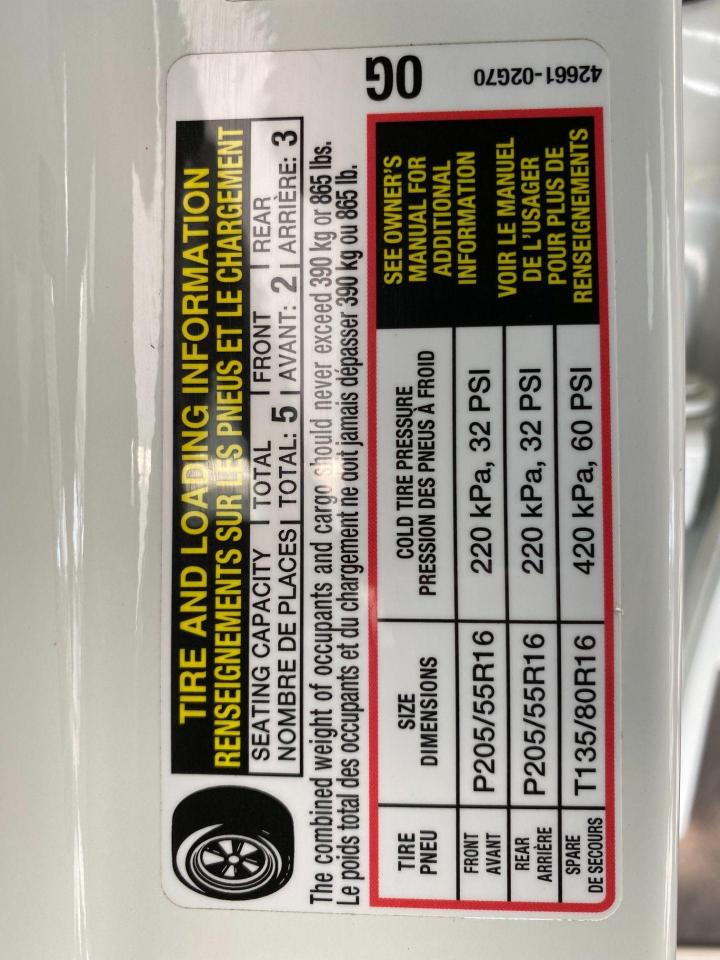 TIRE AND LOADING INFORMATION
RENSEIGNEMENTS SUR LES PNEUS ET LE CHARGEMENT
SEATING CAPACITY | TOTAL | FRONT | REAR
NOMBRE DE PLACES | TOTAL: 5 | AVANT: 2 | ARRIÈRE: 3
The combined weight of occupants and cargo should never exceed 390 kg or 865 lbs.
Le poids total des occupants et du chargement ne doit jamais dépasser 390 kg ou 865 lb.
TIRE SIZE COLD TIRE PRESSURE
PNEU DIMENSIONS PRESSION DES PNEUS À FROID
FRONT
AVANT P205/55R16 220 kPa, 32 PSI
REAR
ARRIÈRE P205/55R16 220 kPa, 32 PSI
SPARE
DE SECOURS T135/80R16 420 kPa, 60 PSI
SEE OWNER'S
MANUAL FOR
ADDITIONAL
INFORMATION
VOIR LE MANUEL
DE L'USAGER
POUR PLUS DE
RENSEIGNEMENTS
0G
42661-02G70